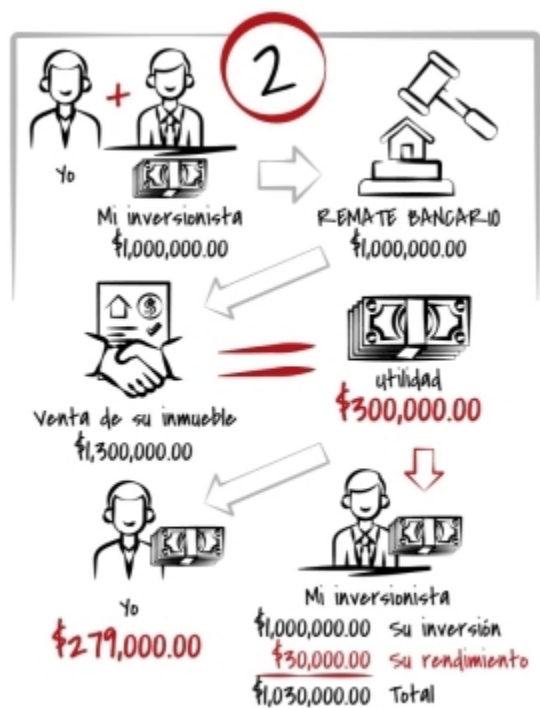 2
+
Yo
Mi inversionista
$1,000,000.00
REMATE BANCARIO
$1,000,000.00
Venta de su inmueble
$1,300,000.00
=
utilidad
$300,000.00
Yo
$279,000.00
Mi inversionista
$1,000,000.00 Su inversión
$30,000.00 Su rendimiento
$1,030,000.00 Total